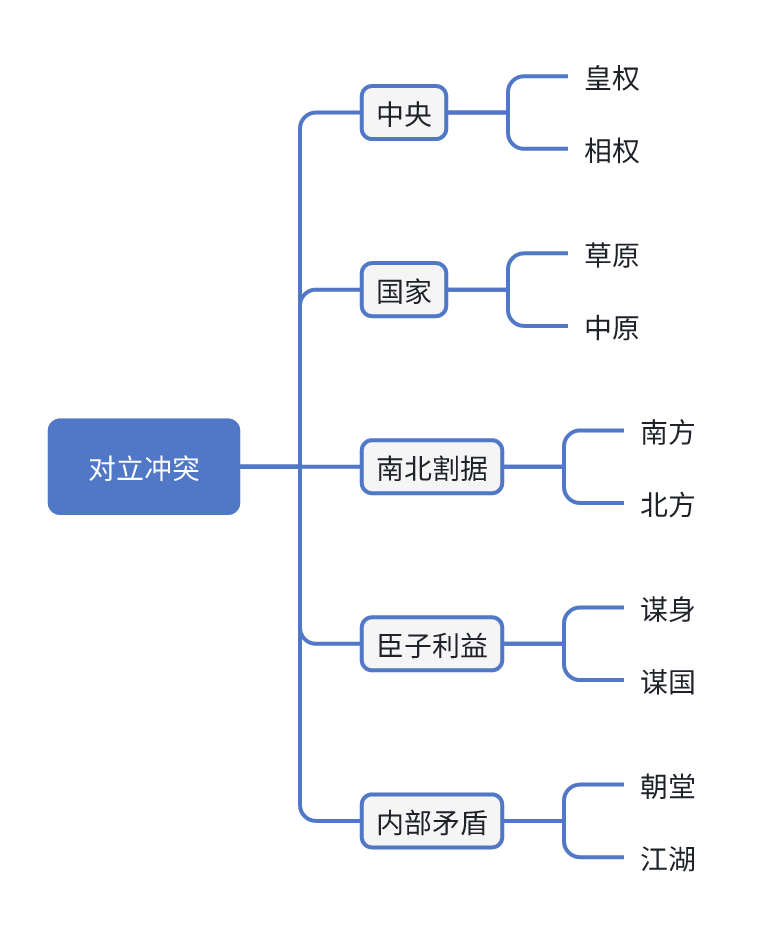 对立冲突
中央
皇权
相权
国家
草原
中原
南北割据
南方
北方
臣子利益
谋身
谋国
内部矛盾
朝堂
江湖